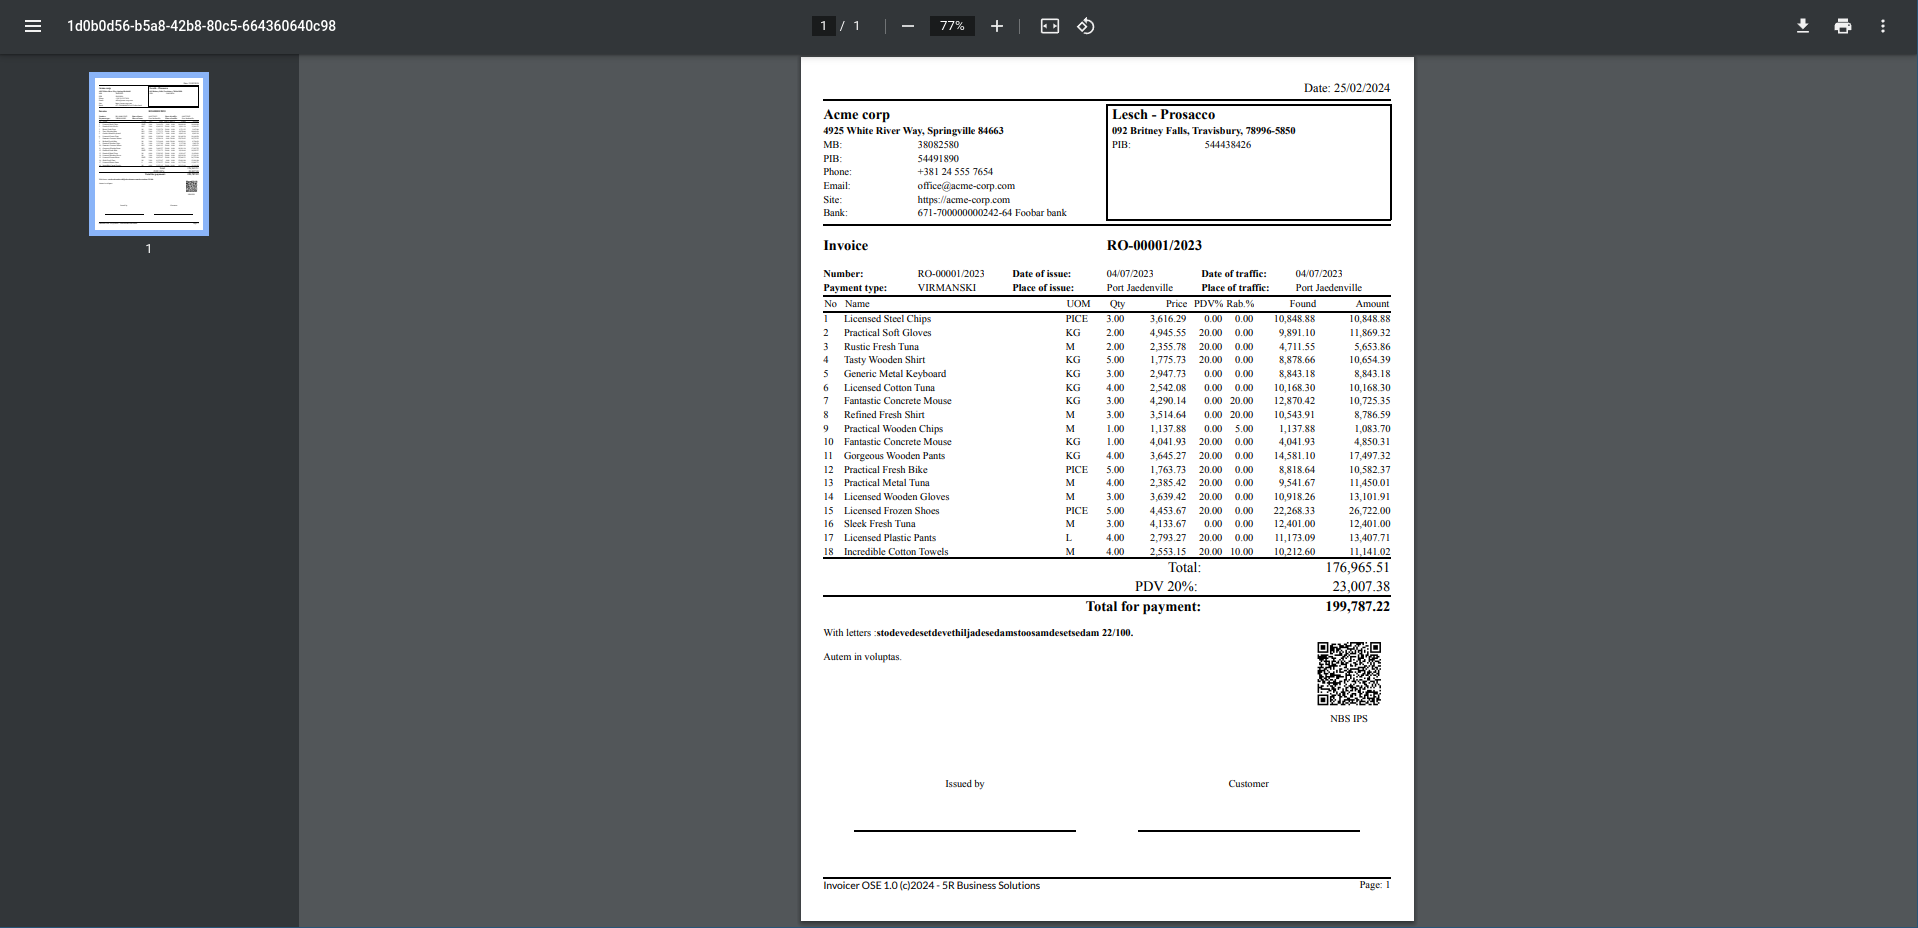 1d0b0d56-b5a8-42b8-80c5-664360640c98
1 / 1
77%
1
Date: 25/02/2024
Acme corp
4925 White River Way, Springville 84663
MB: 38082580
PIB: 54491890
Phone: +381 24 555 7654
Email: office@acme-corp.com
Site: https://acme-corp.com
Bank: 671-700000000242-64 Foobar bank
Lesch - Prosacco
092 Britney Falls, Travisbury, 78996-5850
PIB: 544438426
Invoice RO-00001/2023
Number: RO-00001/2023 Date of issue: 04/07/2023 Date of traffic: 04/07/2023
Payment type: VIRMANSKI Place of issue: Port Jaedenville Place of traffic: Port Jaedenville
No Name UOM Qty Price PDV% Rab.% Found Amount
1 Licensed Steel Chips PICE 3.00 3,616.29 0.00 0.00 10,848.88 10,848.88
2 Practical Soft Gloves KG 2.00 4,945.55 20.00 0.00 9,891.10 11,869.32
3 Rustic Fresh Tuna M 2.00 2,355.78 20.00 0.00 4,711.55 5,653.86
4 Tasty Wooden Shirt KG 5.00 1,775.73 20.00 0.00 8,878.66 10,654.39
5 Generic Metal Keyboard KG 3.00 2,947.73 0.00 0.00 8,843.18 8,843.18
6 Licensed Cotton Tuna KG 4.00 2,542.08 0.00 0.00 10,168.30 10,168.30
7 Fantastic Concrete Mouse KG 3.00 4,290.14 0.00 20.00 12,870.42 10,725.35
8 Refined Fresh Shirt M 3.00 3,514.64 0.00 20.00 10,543.91 8,786.59
9 Practical Wooden Chips M 1.00 1,137.88 0.00 5.00 1,137.88 1,083.70
10 Fantastic Concrete Mouse KG 1.00 4,041.93 20.00 0.00 4,041.93 4,850.31
11 Gorgeous Wooden Pants KG 4.00 3,645.27 20.00 0.00 14,581.10 17,497.32
12 Practical Fresh Bike PICE 5.00 1,763.73 20.00 0.00 8,818.64 10,582.37
13 Practical Metal Tuna M 4.00 2,385.42 20.00 0.00 9,541.67 11,450.01
14 Licensed Wooden Gloves M 3.00 3,639.42 20.00 0.00 10,918.26 13,101.91
15 Licensed Frozen Shoes PICE 5.00 4,453.67 20.00 0.00 22,268.33 26,722.00
16 Sleek Fresh Tuna M 3.00 4,133.67 0.00 0.00 12,401.00 12,401.00
17 Licensed Plastic Pants L 4.00 2,793.27 20.00 0.00 11,173.09 13,407.71
18 Incredible Cotton Towels M 4.00 2,553.15 20.00 10.00 10,212.60 11,141.02
Total: 176,965.51
PDV 20%: 23,007.38
Total for payment: 199,787.22
With letters :stodevedesetdevethiljadesedamstoosamdesetsedam 22/100.
Autem in voluptas.
NBS IPS
Issued by Customer
Invoicer OSE 1.0 (c)2024 - 5R Business Solutions Page: 1